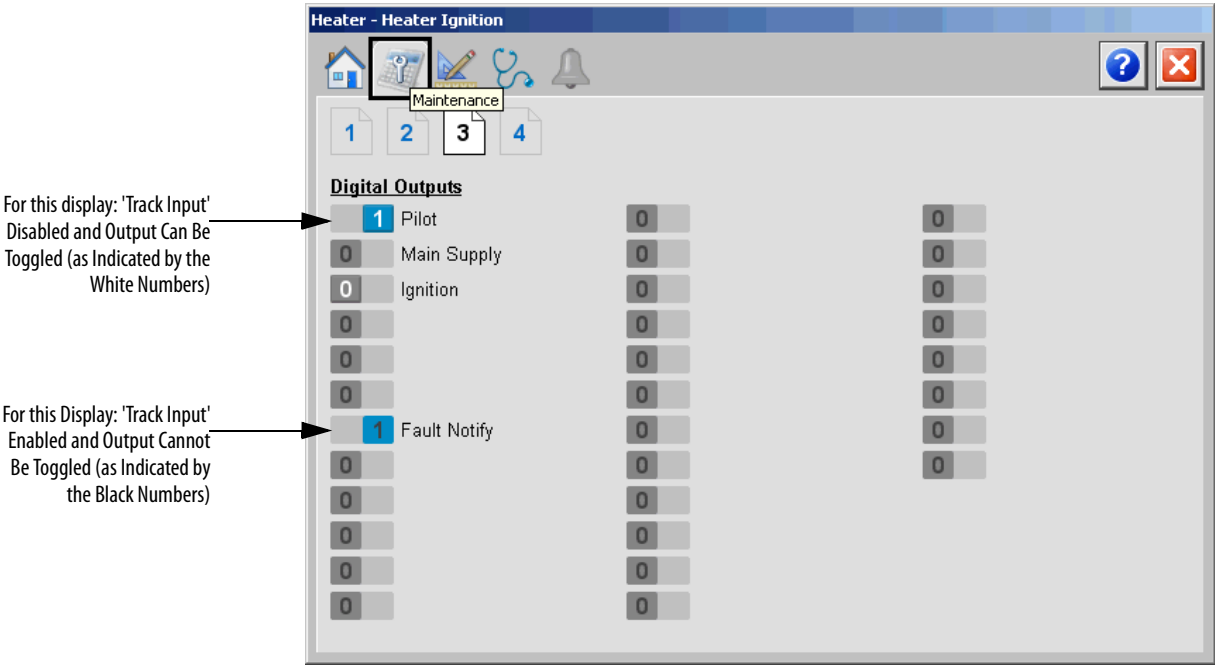 Heater - Heater Ignition
Maintenance
1 2 3 4
Digital Outputs
For this display: 'Track Input'
Disabled and Output Can Be
Toggled (as Indicated by the
White Numbers)
For this Display: 'Track Input'
Enabled and Output Cannot
Be Toggled (as Indicated by
the Black Numbers)
1 Pilot 0 0
0 Main Supply 0 0
0 Ignition 0 0
0 0 0
0 0 0
0 0 0
1 Fault Notify 0 0
0 0 0
0 0
0 0
0 0
0 0